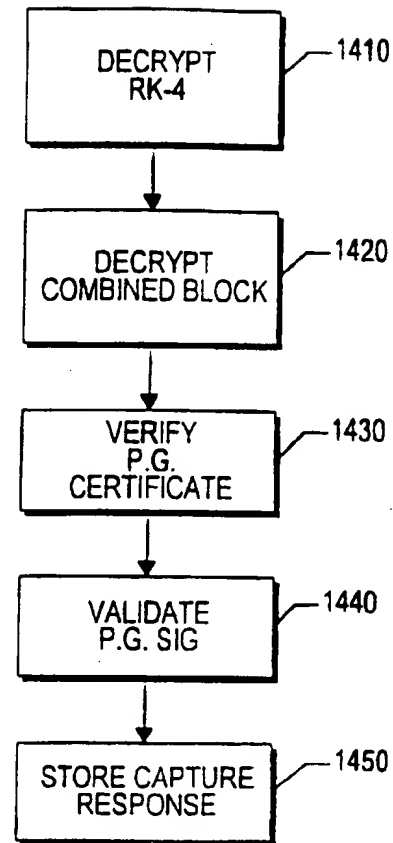 DECRYPT
RK-4
1410
DECRYPT
COMBINED BLOCK
1420
VERIFY
P.G.
CERTIFICATE
1430
VALIDATE
P.G. SIG
1440
STORE CAPTURE
RESPONSE
1450